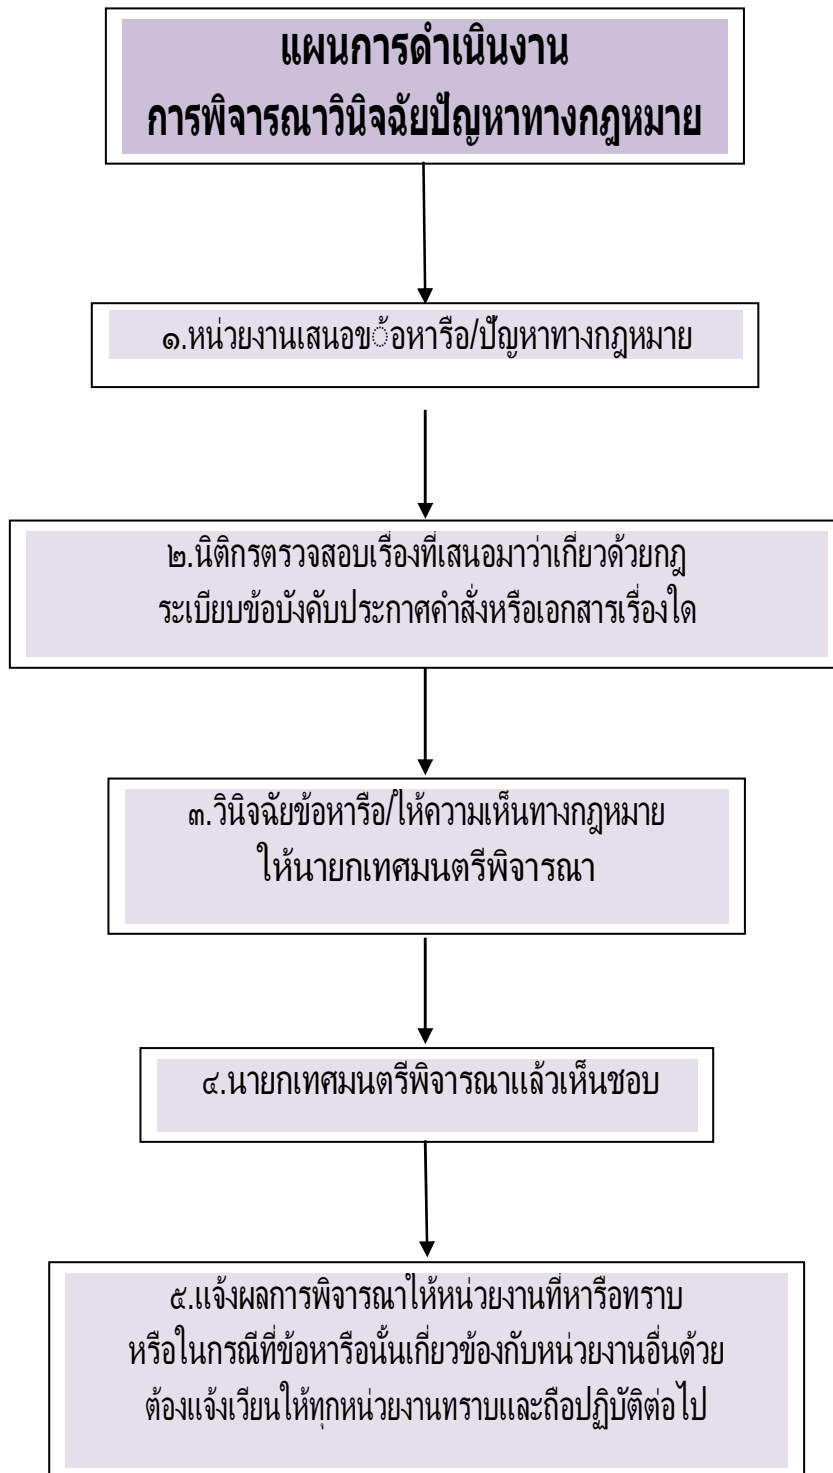 แผนการดำเนินงาน
การพิจารณาวินิจฉัยปัญหาทางกฎหมาย
๑.หน่วยงานเสนอข้อหารือ/ปัญหาทางกฎหมาย
๒.นิติกรตรวจสอบเรื่องที่เสนอมาว่าเกี่ยวด้วยกฎ
ระเบียบข้อบังคับประกาศคำสั่งหรือเอกสารเรื่องใด
๓.วินิจฉัยข้อหารือ/ให้ความเห็นทางกฎหมาย
ให้นายกเทศมนตรีพิจารณา
๔.นายกเทศมนตรีพิจารณาแล้วเห็นชอบ
๕.แจ้งผลการพิจารณาให้หน่วยงานที่หารือทราบ
หรือในกรณีที่ข้อหารือนั้นเกี่ยวข้องกับหน่วยงานอื่นด้วย
ต้องแจ้งเวียนให้ทุกหน่วยงานทราบและถือปฏิบัติต่อไป